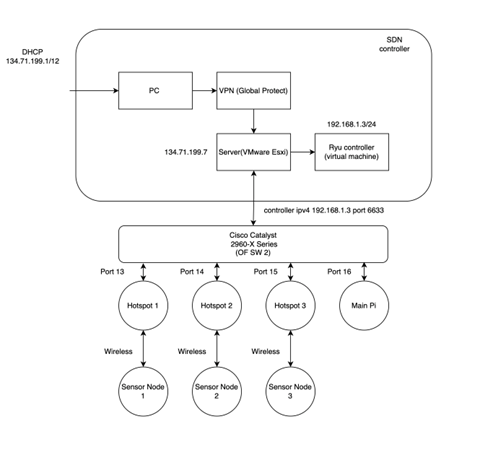 SDN
controller
DHCP
134.71.199.1/12
PC
VPN (Global Protect)
192.168.1.3/24
134.71.199.7
Server(VMware Esxi)
Ryu controller
(virtual machine)
controller ipv4 192.168.1.3 port 6633
Cisco Catalyst
2960-X Series
(OF SW 2)
Port 13
Port 14
Port 15
Port 16
Hotspot 1
Hotspot 2
Hotspot 3
Main Pi
Wireless
Wireless
Wireless
Sensor Node
1
Sensor Node
2
Sensor Node
3